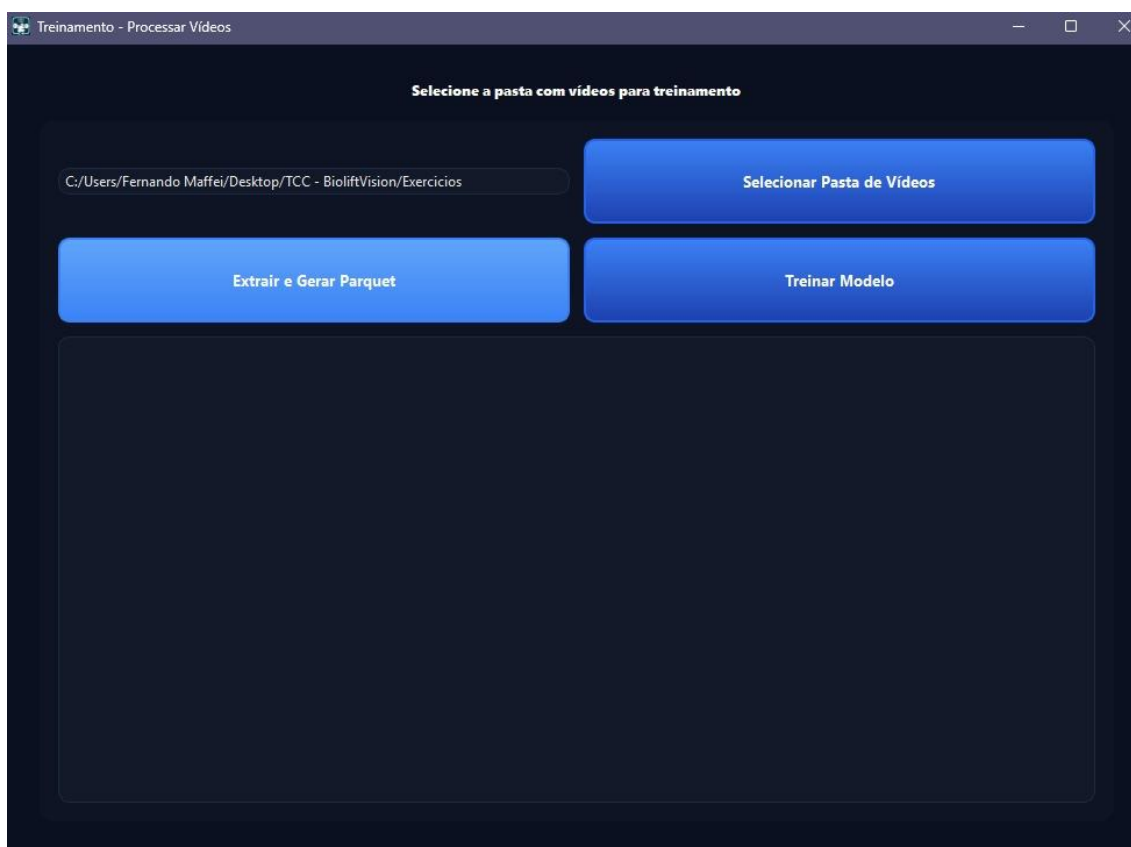 Treinamento - Processar Vídeos
Selecione a pasta com vídeos para treinamento
C:/Users/Fernando Maffei/Desktop/TCC - BioliftVision/Exercicios
Selecionar Pasta de Vídeos
Extrair e Gerar Parquet
Treinar Modelo